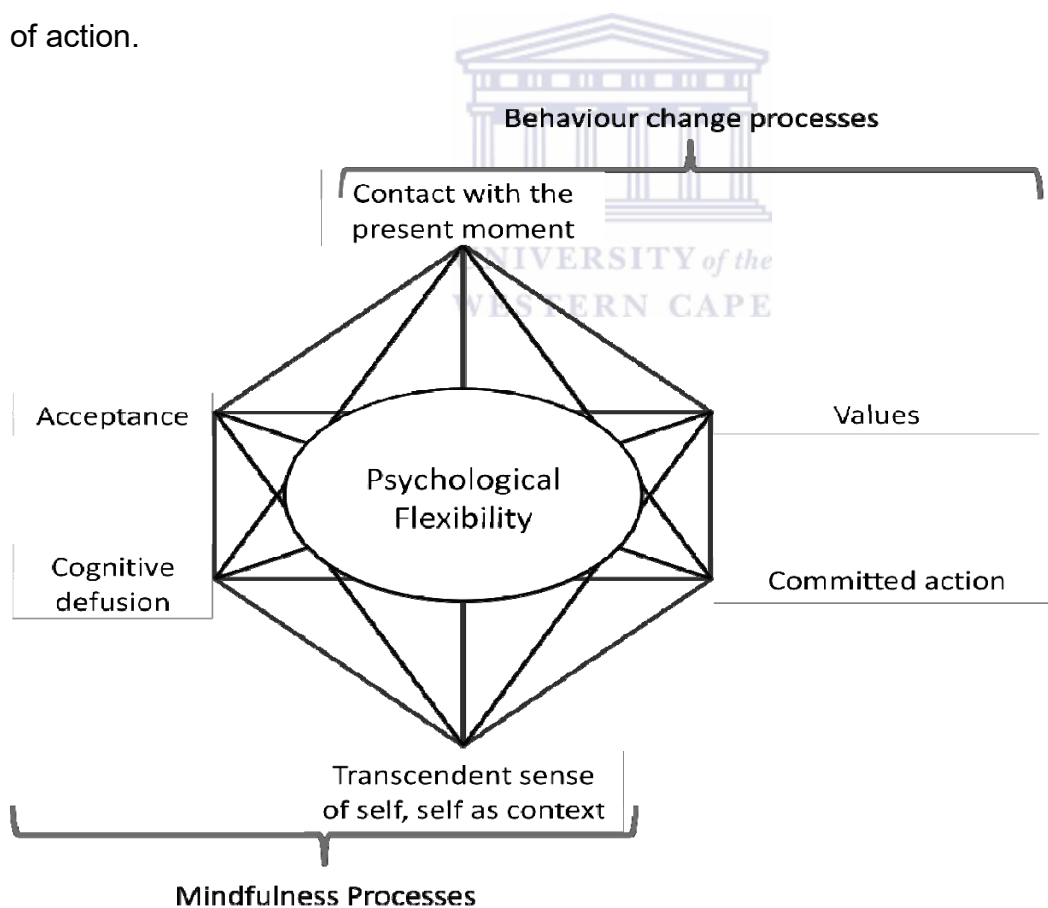 of action.
Behaviour change processes
Contact with the
present moment
UNIVERSITY of the
WESTERN CAPE
Acceptance
Values
Psychological
Flexibility
Cognitive
defusion
Committed action
Transcendent sense
of self, self as context
Mindfulness Processes